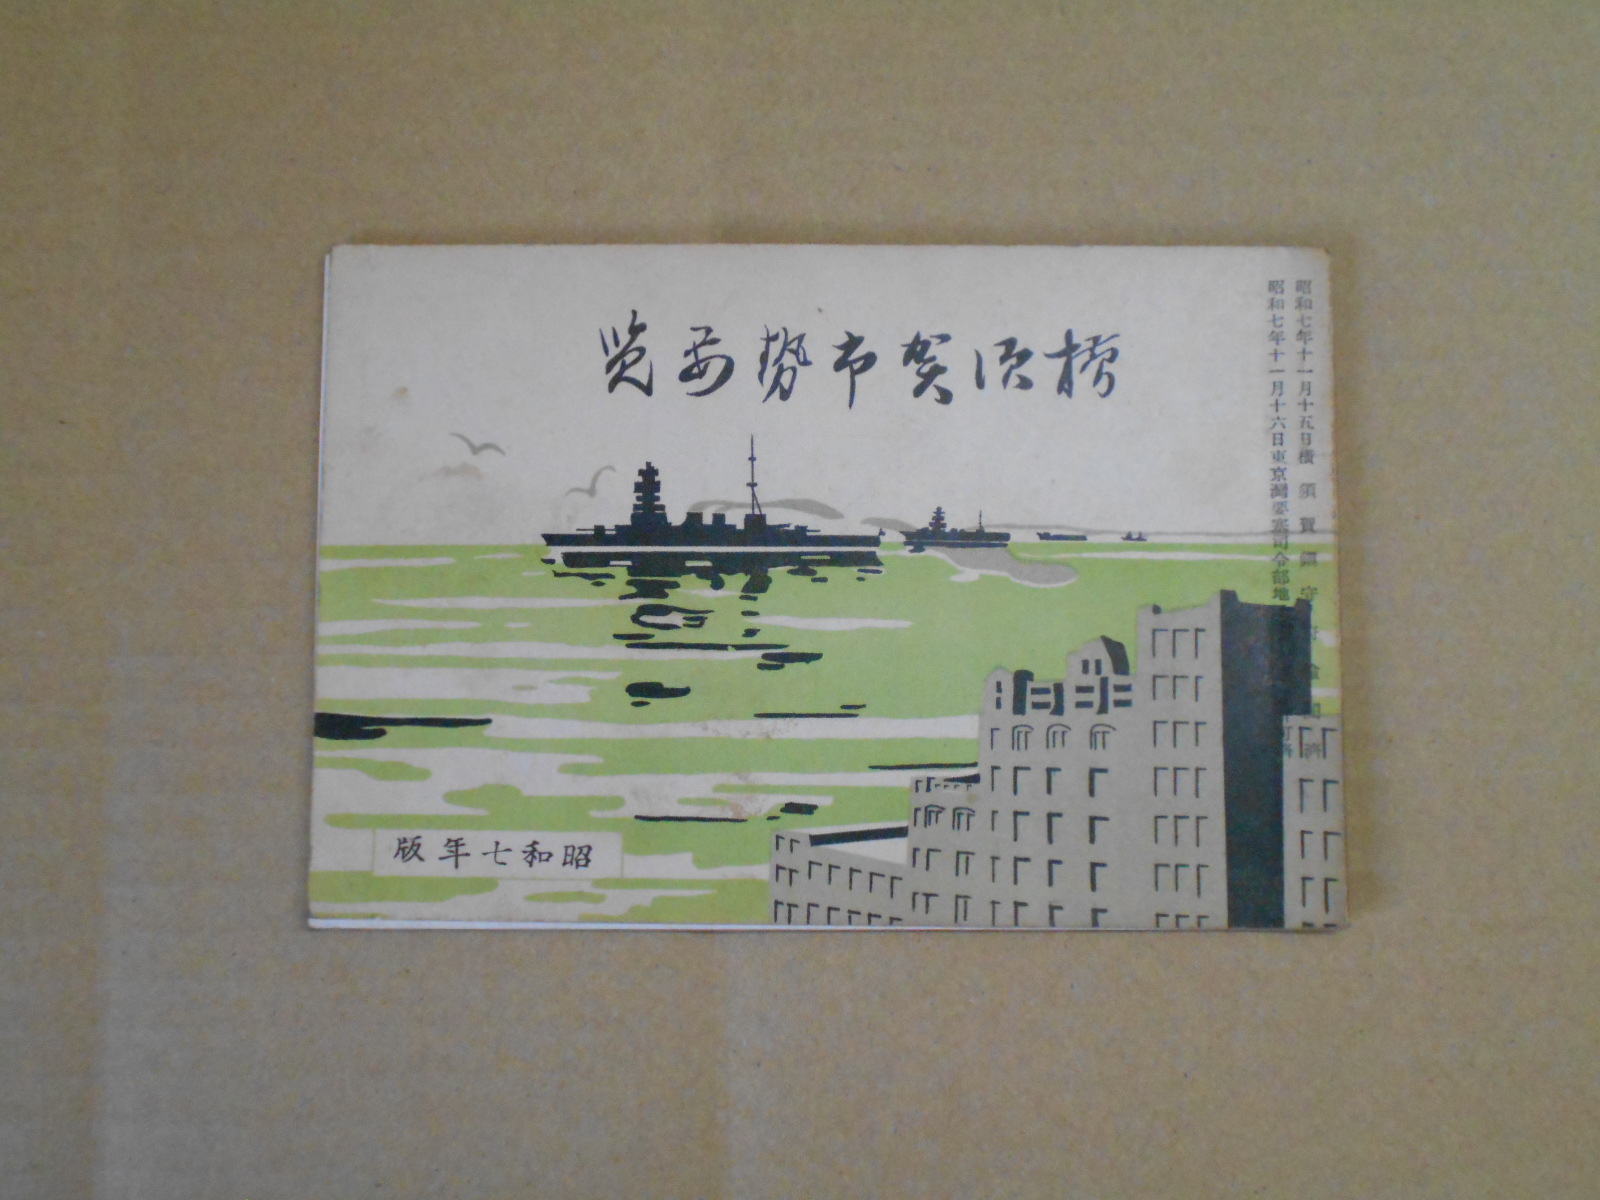 昭和七年十一月十五日横須賀鎮守
昭和七年十一月十六日東京灣要塞司令部地
横須賀市勢要覧
昭和七年版